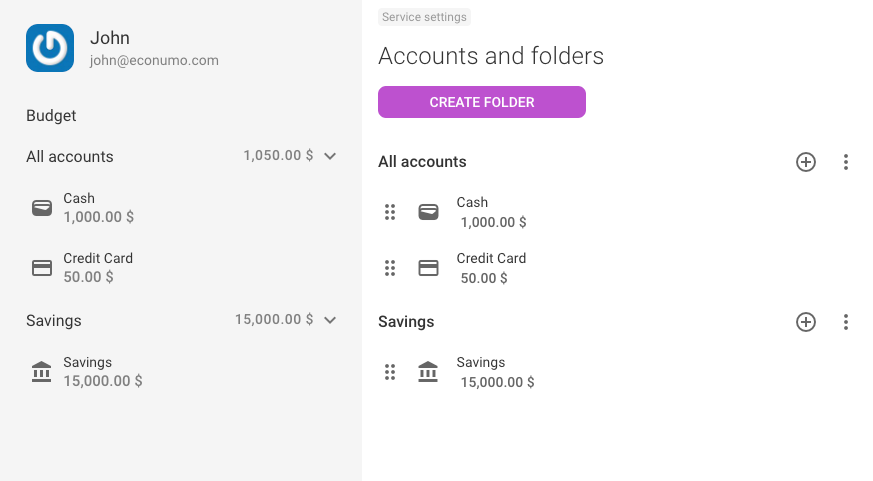 John
john@econumo.com
Budget
All accounts 1,050.00 $
Cash
1,000.00 $
Credit Card
50.00 $
Savings 15,000.00 $
Savings
15,000.00 $
Service settings
Accounts and folders
CREATE FOLDER
All accounts
Cash
1,000.00 $
Credit Card
50.00 $
Savings
Savings
15,000.00 $